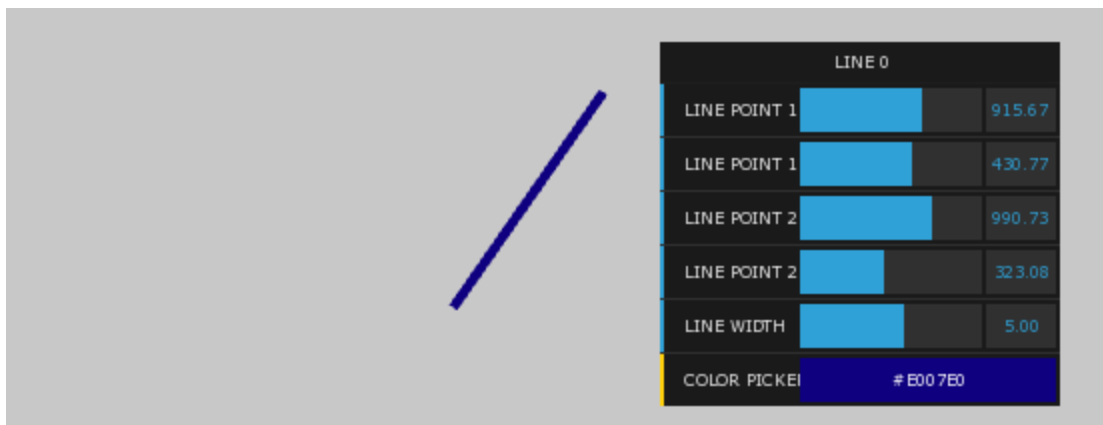 LINE 0
LINE POINT 1 915.67
LINE POINT 1 430.77
LINE POINT 2 990.73
LINE POINT 2 323.08
LINE WIDTH 5.00
COLOR PICKE #E007E0